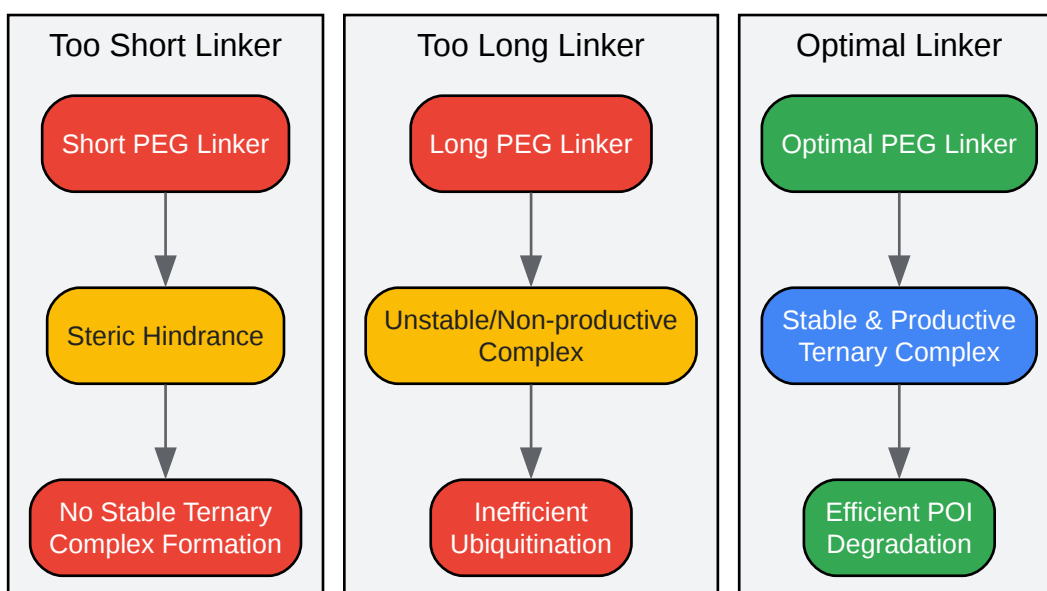 Too Short Linker
Short PEG Linker
Steric Hindrance
No Stable Ternary
Complex Formation
Too Long Linker
Long PEG Linker
Unstable/Non-productive
Complex
Inefficient
Ubiquitination
Optimal Linker
Optimal PEG Linker
Stable & Productive
Ternary Complex
Efficient POI
Degradation